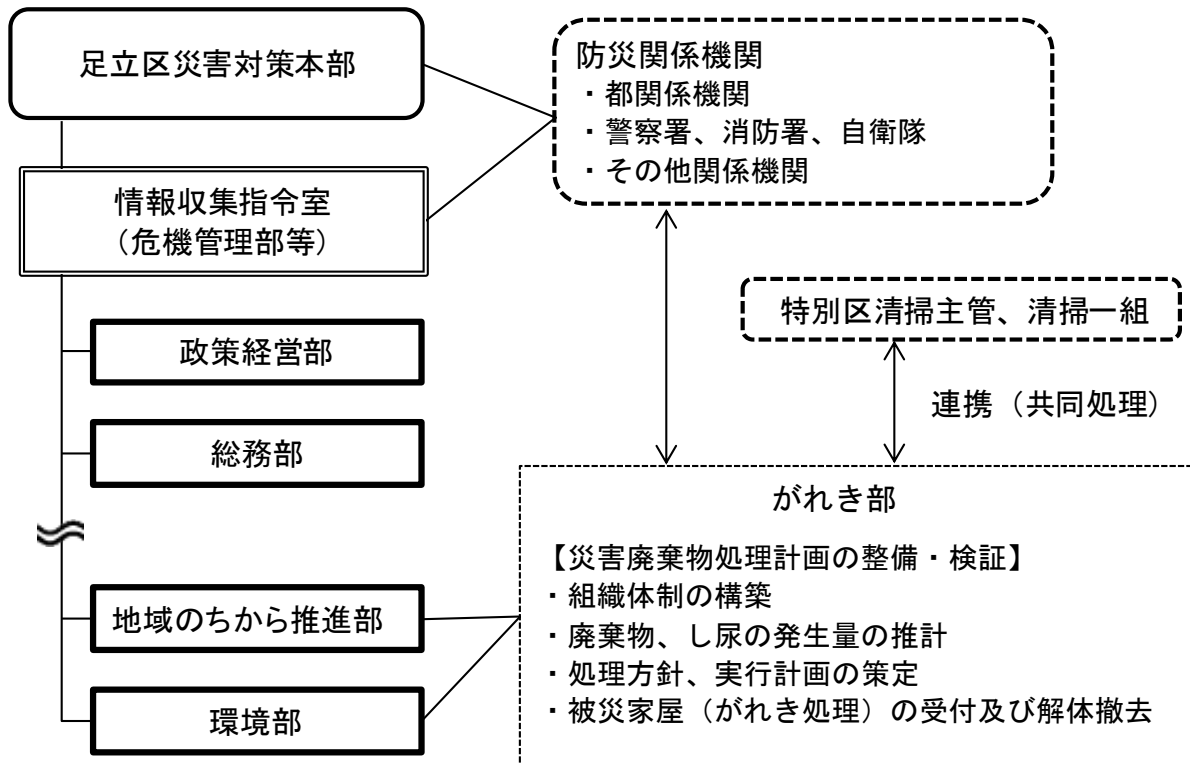 足立区災害対策本部
防災関係機関
・都関係機関
・警察署、消防署、自衛隊
・その他関係機関
情報収集指令室
（危機管理部等）
特別区清掃主管、清掃一組
政策経営部
連携（共同処理）
総務部
がれき部
【災害廃棄物処理計画の整備・検証】
・組織体制の構築
・廃棄物、し尿の発生量の推計
・処理方針、実行計画の策定
・被災家屋（がれき処理）の受付及び解体撤去
地域のちから推進部
環境部